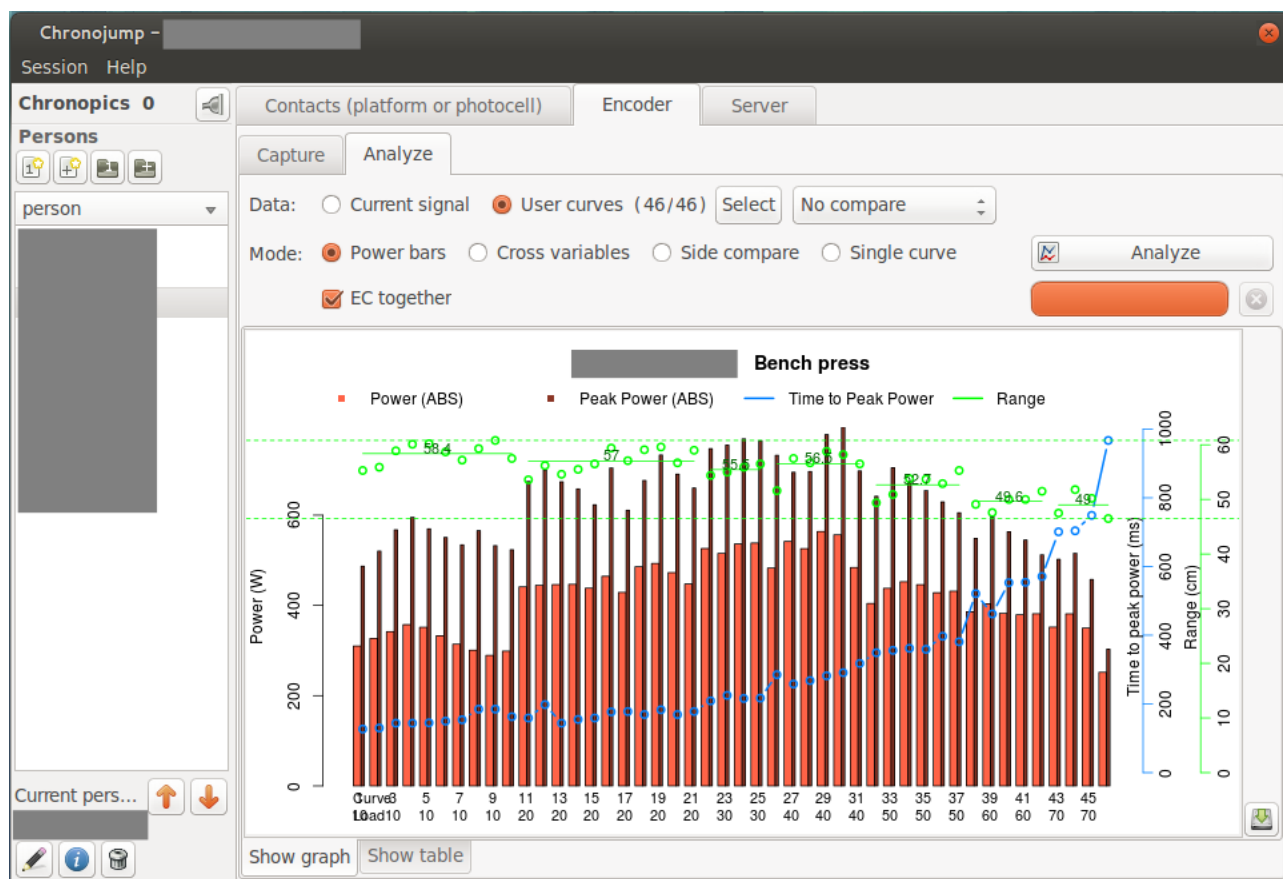 Chronojump –
Session Help
Chronopics 0
Contacts (platform or photocell) Encoder Server
Persons
Capture Analyze
person
Data: Current signal User curves (46/46) Select No compare
Mode: Power bars Cross variables Side compare Single curve Analyze
EC together
Bench press
Power (ABS) Peak Power (ABS) Time to Peak Power Range
58.4 57 55.5 56.6 52.7 49.6 49
Power (W)
0 200 400 600
Time to peak power (ms)
0 200 400 600 800 1000
Range (cm)
0 10 20 30 40 50 60
Curve 3 5 7 9 11 13 15 17 19 21 23 25 27 29 31 33 35 37 39 41 43 45
Load 10 10 10 10 20 20 20 20 20 20 30 30 40 40 40 50 50 50 60 60 70 70
Current pers...
Show graph Show table